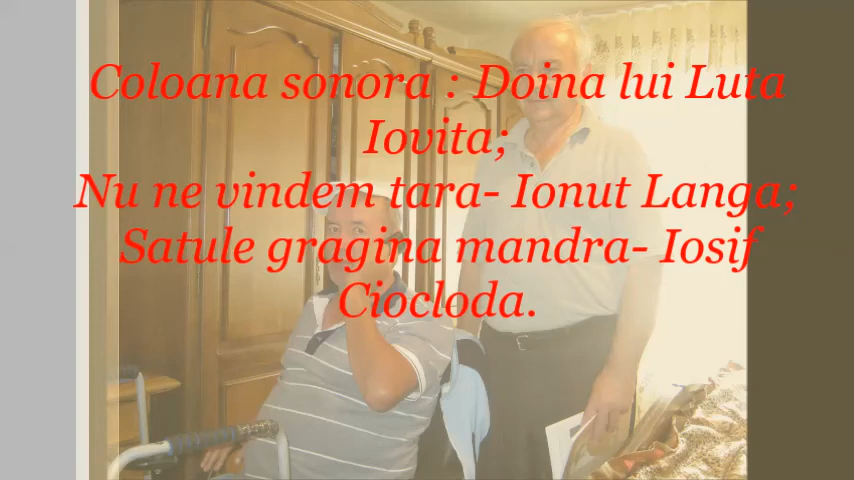 Coloana sonora : Doina lui Luta
Iovita;
Nu ne vindem tara- Ionut Langa;
Satule gragina mandra- Iosif
Ciocloda.